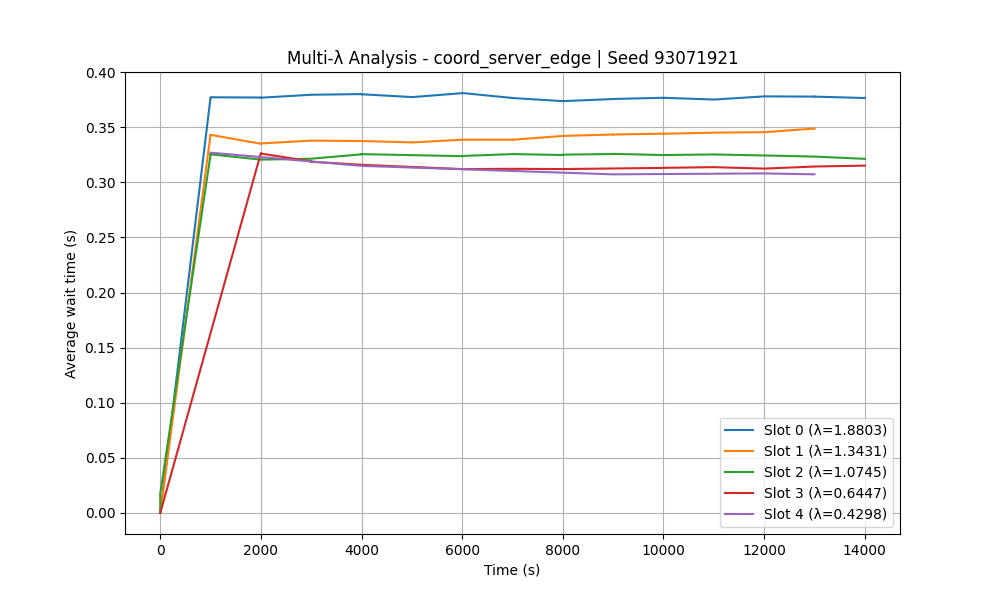 Multi-λ Analysis - coord_server_edge | Seed 93071921
Average wait time (s)
0.40
0.35
0.30
0.25
0.20
0.15
0.10
0.05
0.00
Slot 0 (λ=1.8803)
Slot 1 (λ=1.3431)
Slot 2 (λ=1.0745)
Slot 3 (λ=0.6447)
Slot 4 (λ=0.4298)
0 2000 4000 6000 8000 10000 12000 14000
Time (s)